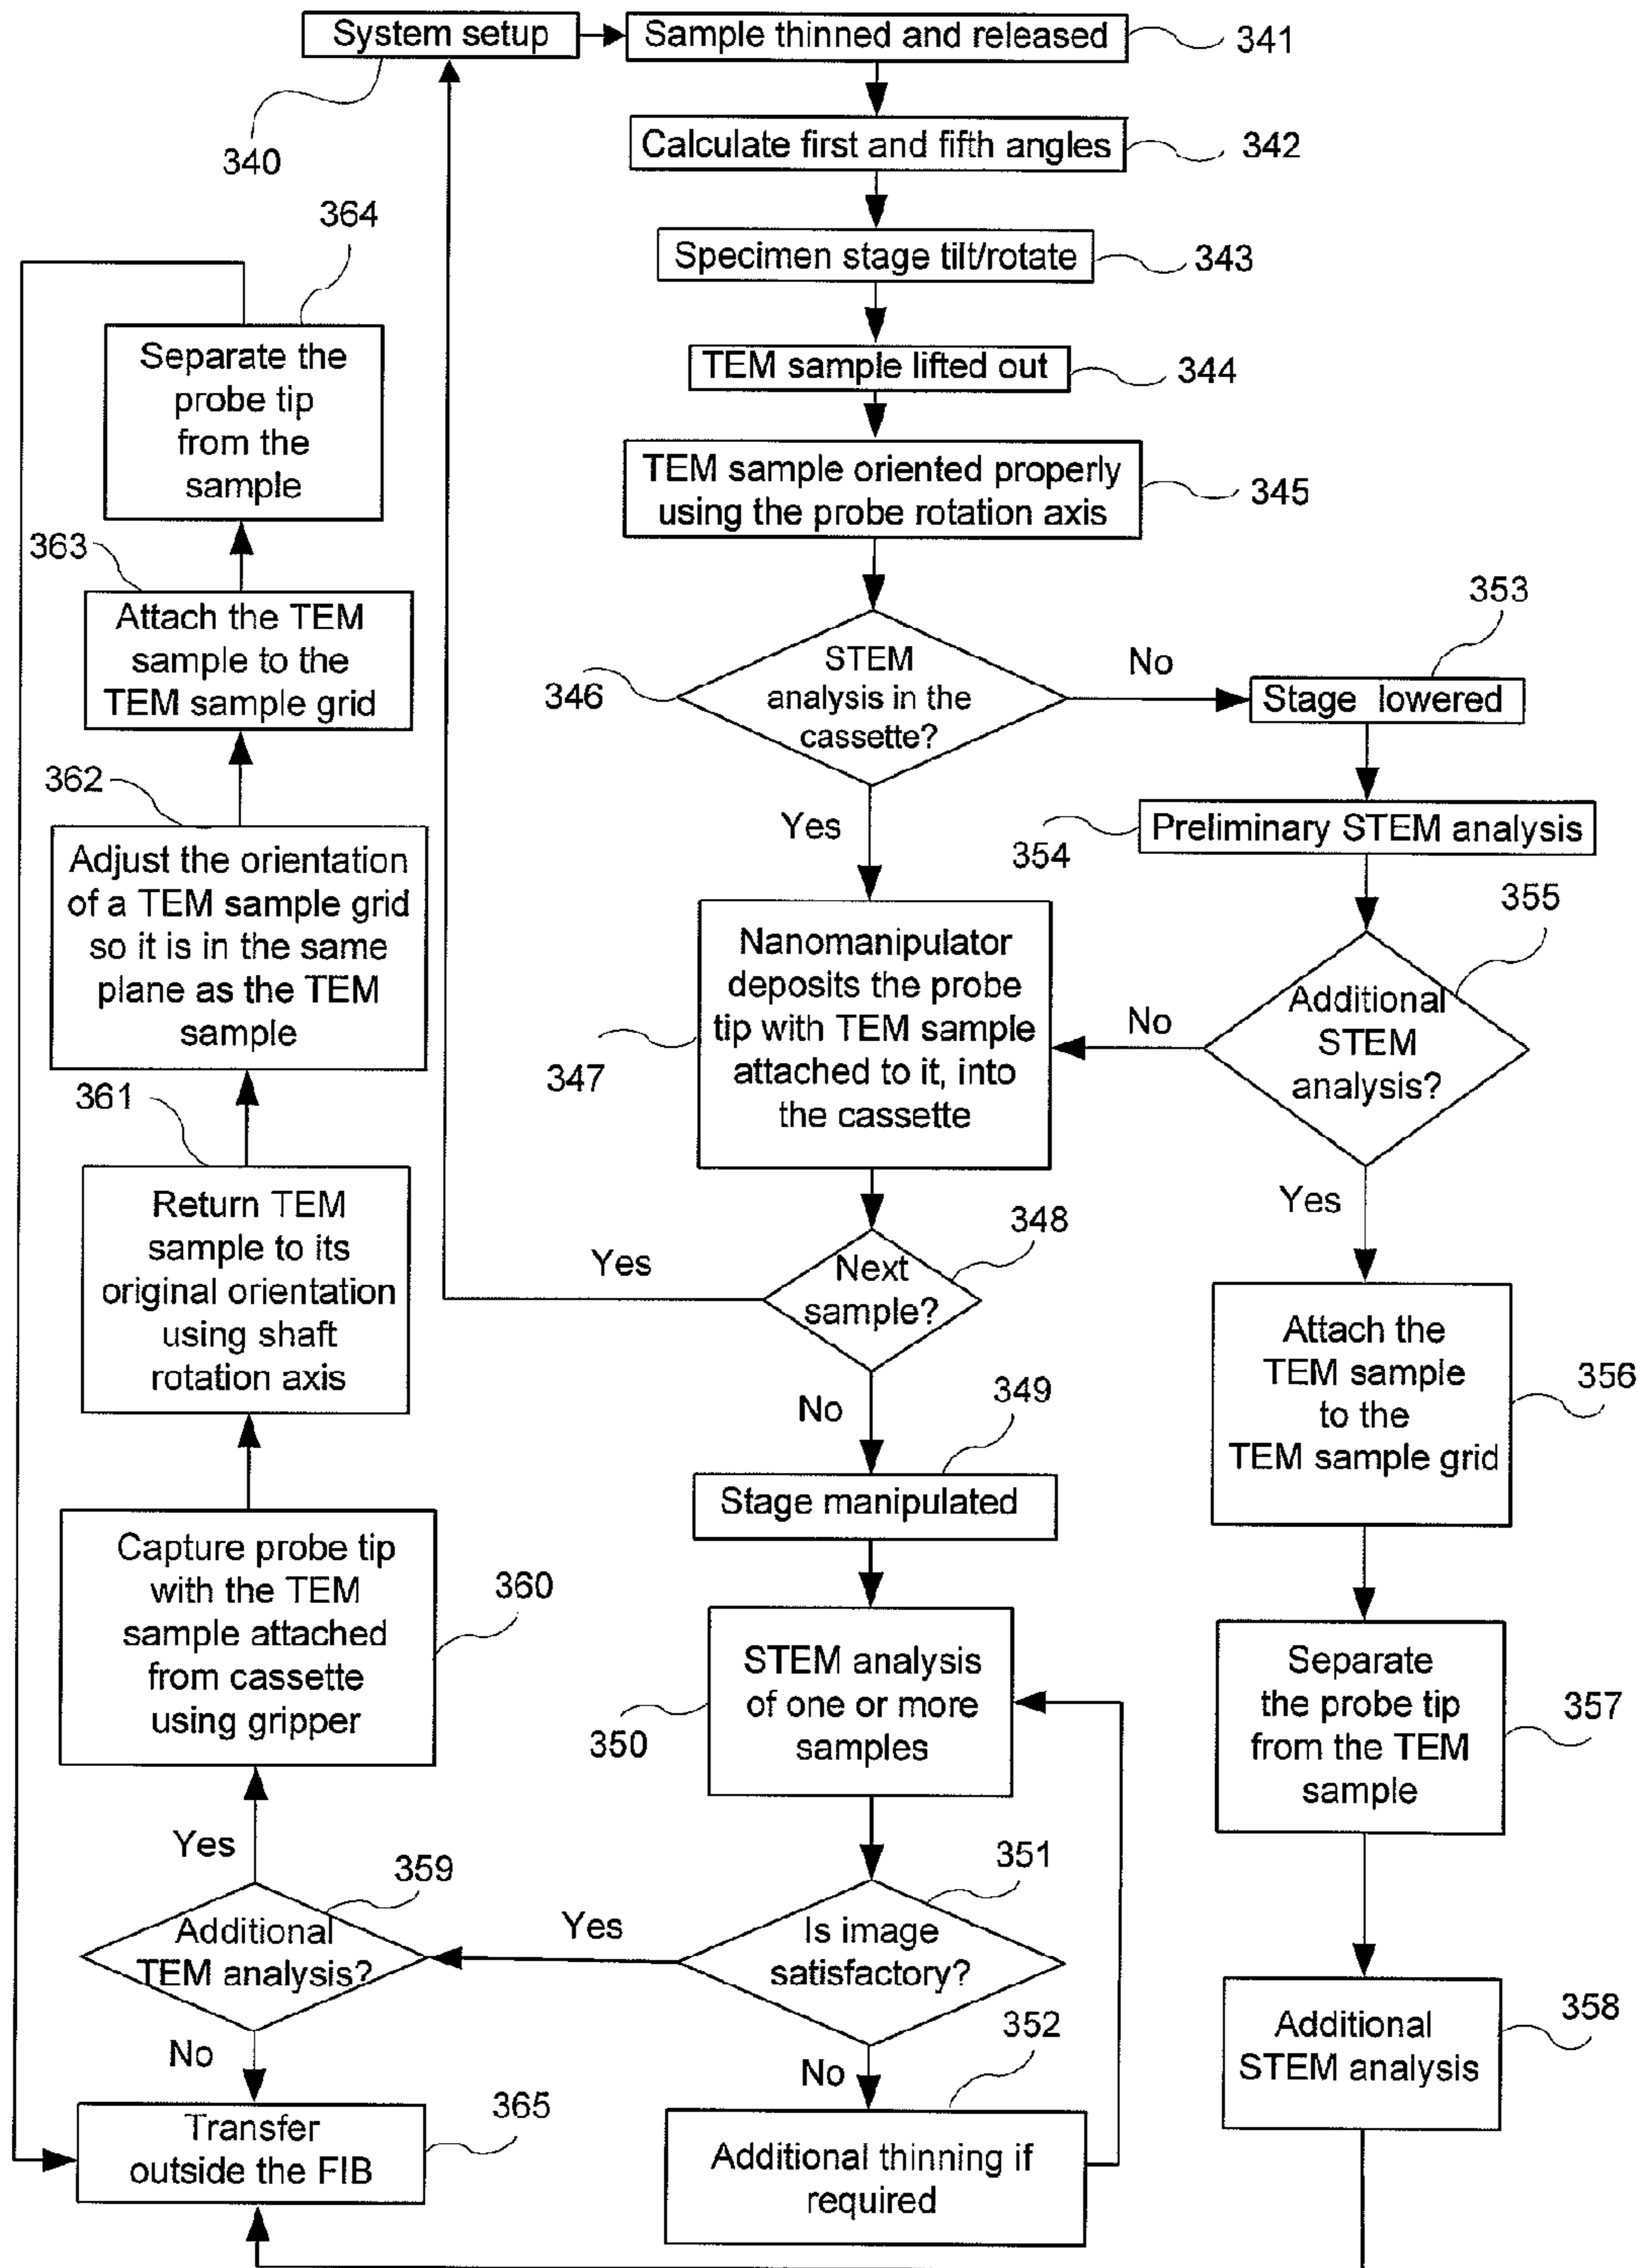 System setup
340
Sample thinned and released
341
Calculate first and fifth angles
342
Specimen stage tilt/rotate
343
TEM sample lifted out
344
TEM sample oriented properly
using the probe rotation axis
345
STEM
analysis in the
cassette?
346
No
Yes
Stage lowered
353
Preliminary STEM analysis
354
Additional
STEM
analysis?
355
No
Yes
Nanomanipulator
deposits the probe
tip with TEM sample
attached to it, into
the cassette
347
Next
sample?
348
Yes
No
Stage manipulated
349
STEM analysis
of one or more
samples
350
Is image
satisfactory?
351
Yes
No
Additional thinning if
required
352
Attach the
TEM sample
to the
TEM sample grid
356
Separate
the probe tip
from the TEM
sample
357
Additional
STEM analysis
358
Additional
TEM analysis?
359
Yes
No
Capture probe tip
with the TEM
sample attached
from cassette
using gripper
360
Return TEM
sample to its
original orientation
using shaft
rotation axis
361
Adjust the orientation
of a TEM sample grid
so it is in the same
plane as the TEM
sample
362
Attach the TEM
sample to the
TEM sample grid
363
Separate the
probe tip
from the
sample
364
Transfer
outside the FIB
365